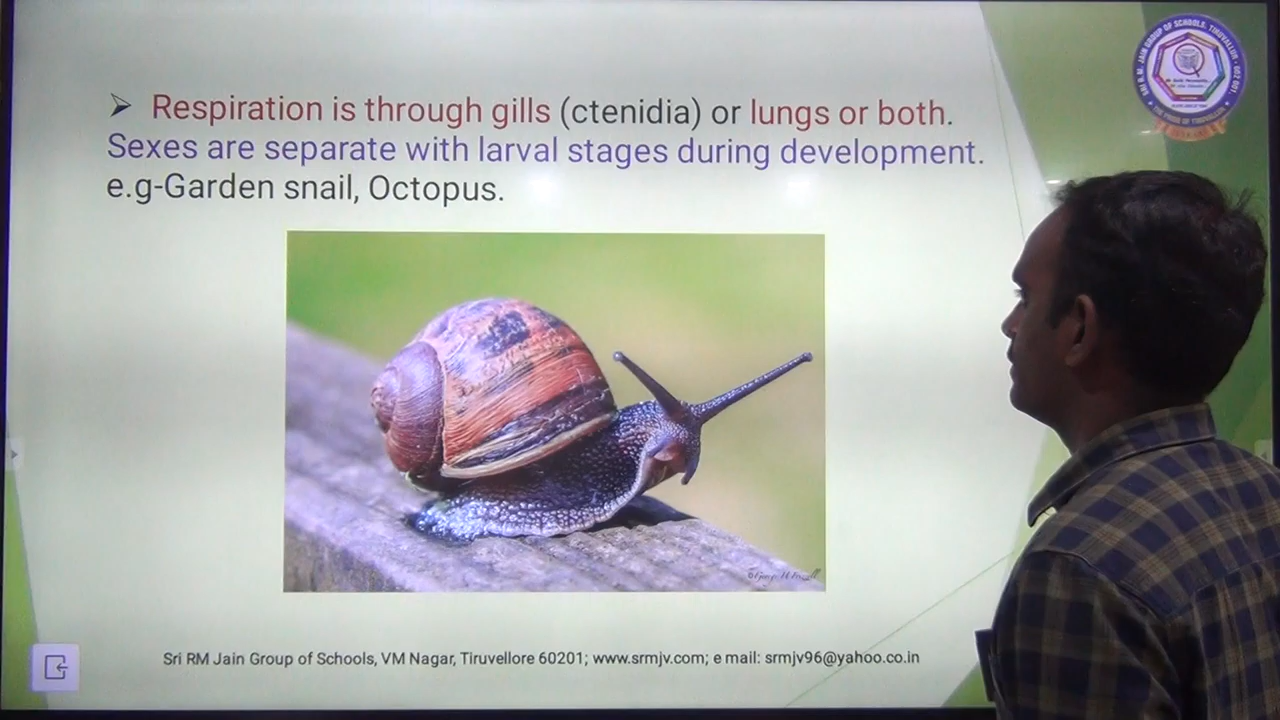 ➤ Respiration is through gills (ctenidia) or lungs or both.
Sexes are separate with larval stages during development.
e.g-Garden snail, Octopus.
Sri RM Jain Group of Schools, VM Nagar, Tiruvellore 60201; www.srmjv.com; e mail: srmjv96@yahoo.co.in